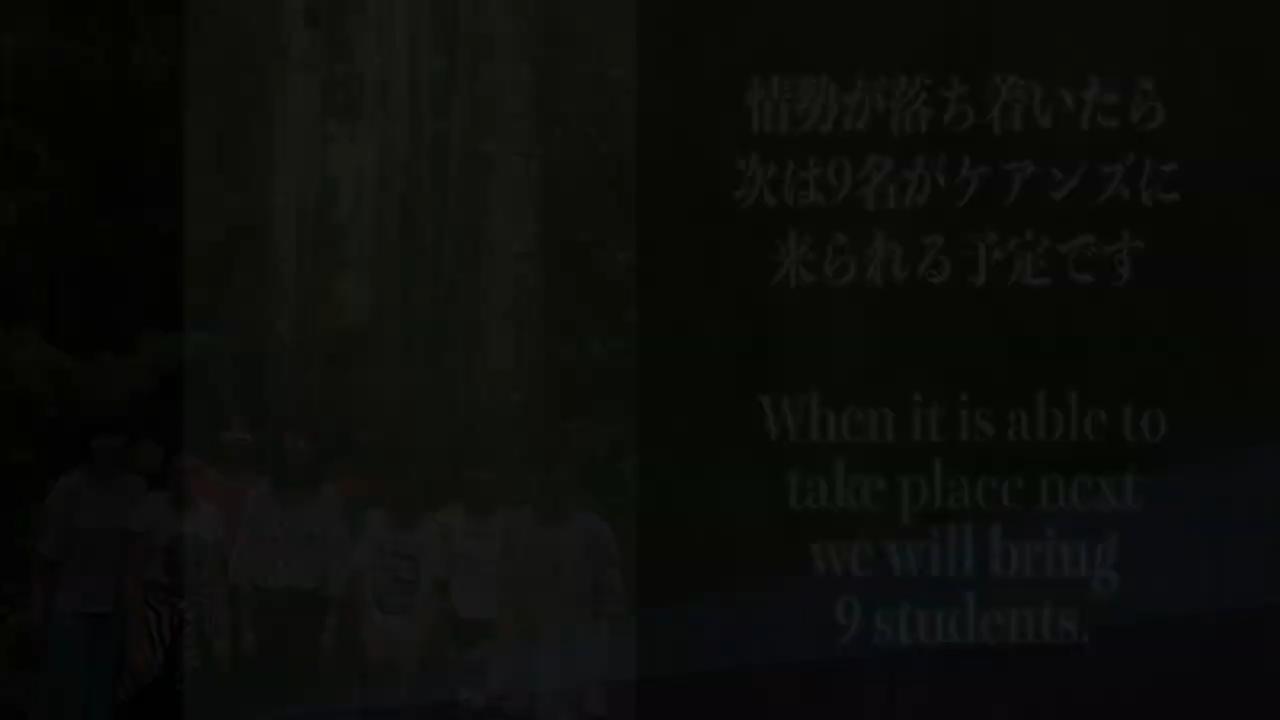 情勢が落ち着いたら
次は9名がケアンズに
来られる予定です
When it is able to
take place next
we will bring
9 students.